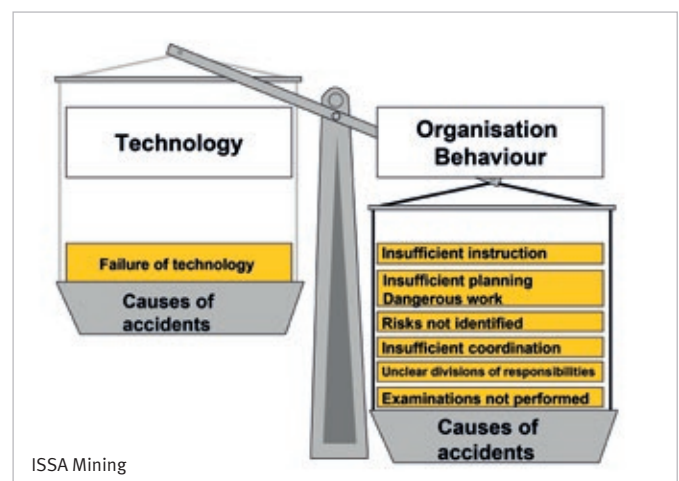 Technology
Failure of technology
Causes of
accidents
Organisation
Behaviour
Insufficient instruction
Insufficient planning
Dangerous work
Risks not identified
Insufficient coordination
Unclear divisions of responsibilities
Examinations not performed
Causes of
accidents
ISSA Mining